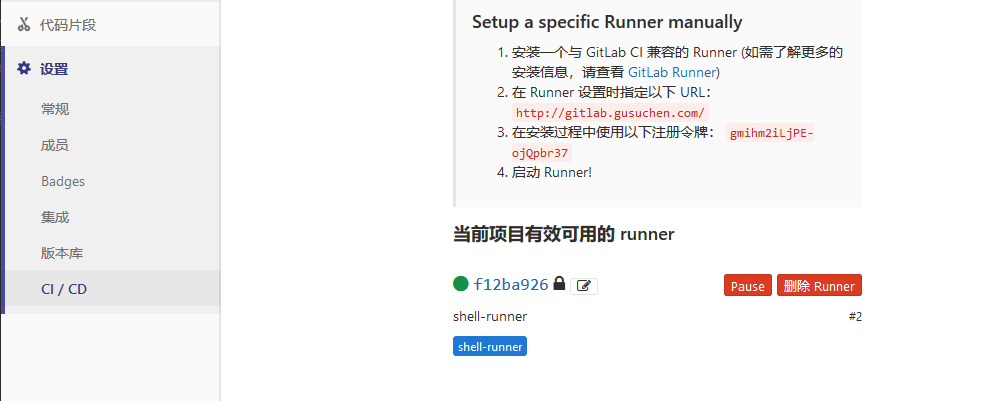 代码片段
设置
常规
成员
Badges
集成
版本库
CI / CD
Setup a specific Runner manually
1. 安装一个与 GitLab CI 兼容的 Runner (如需了解更多的
安装信息，请查看 GitLab Runner)
2. 在 Runner 设置时指定以下 URL：
http://gitlab.gusuchen.com/
3. 在安装过程中使用以下注册令牌： gmihm2iLjPE-
ojQpbr37
4. 启动 Runner!
当前项目有效可用的 runner
f12ba926 Pause 删除 Runner
shell-runner #2
shell-runner